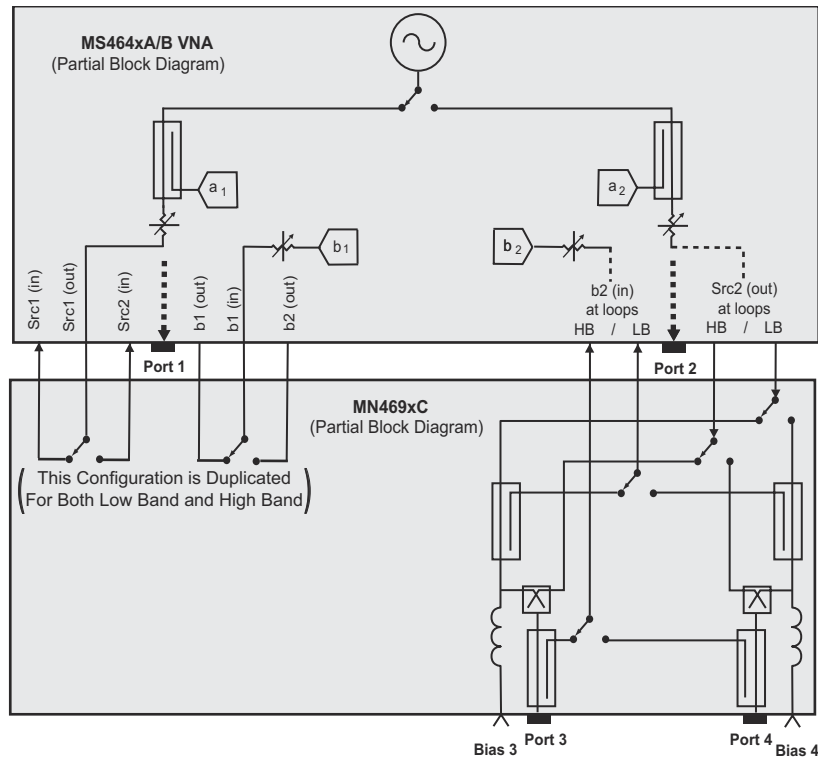 MS464xA/B VNA
(Partial Block Diagram)
a1
a2
b1
b2
Src1 (in)
Src1 (out)
Src2 (in)
b1 (out)
b1 (in)
b2 (out)
b2 (in)
at loops
HB / LB
Src2 (out)
at loops
HB / LB
Port 1
Port 2
MN469xC
(Partial Block Diagram)
(This Configuration is Duplicated
For Both Low Band and High Band)
Bias 3
Port 3
Port 4
Bias 4